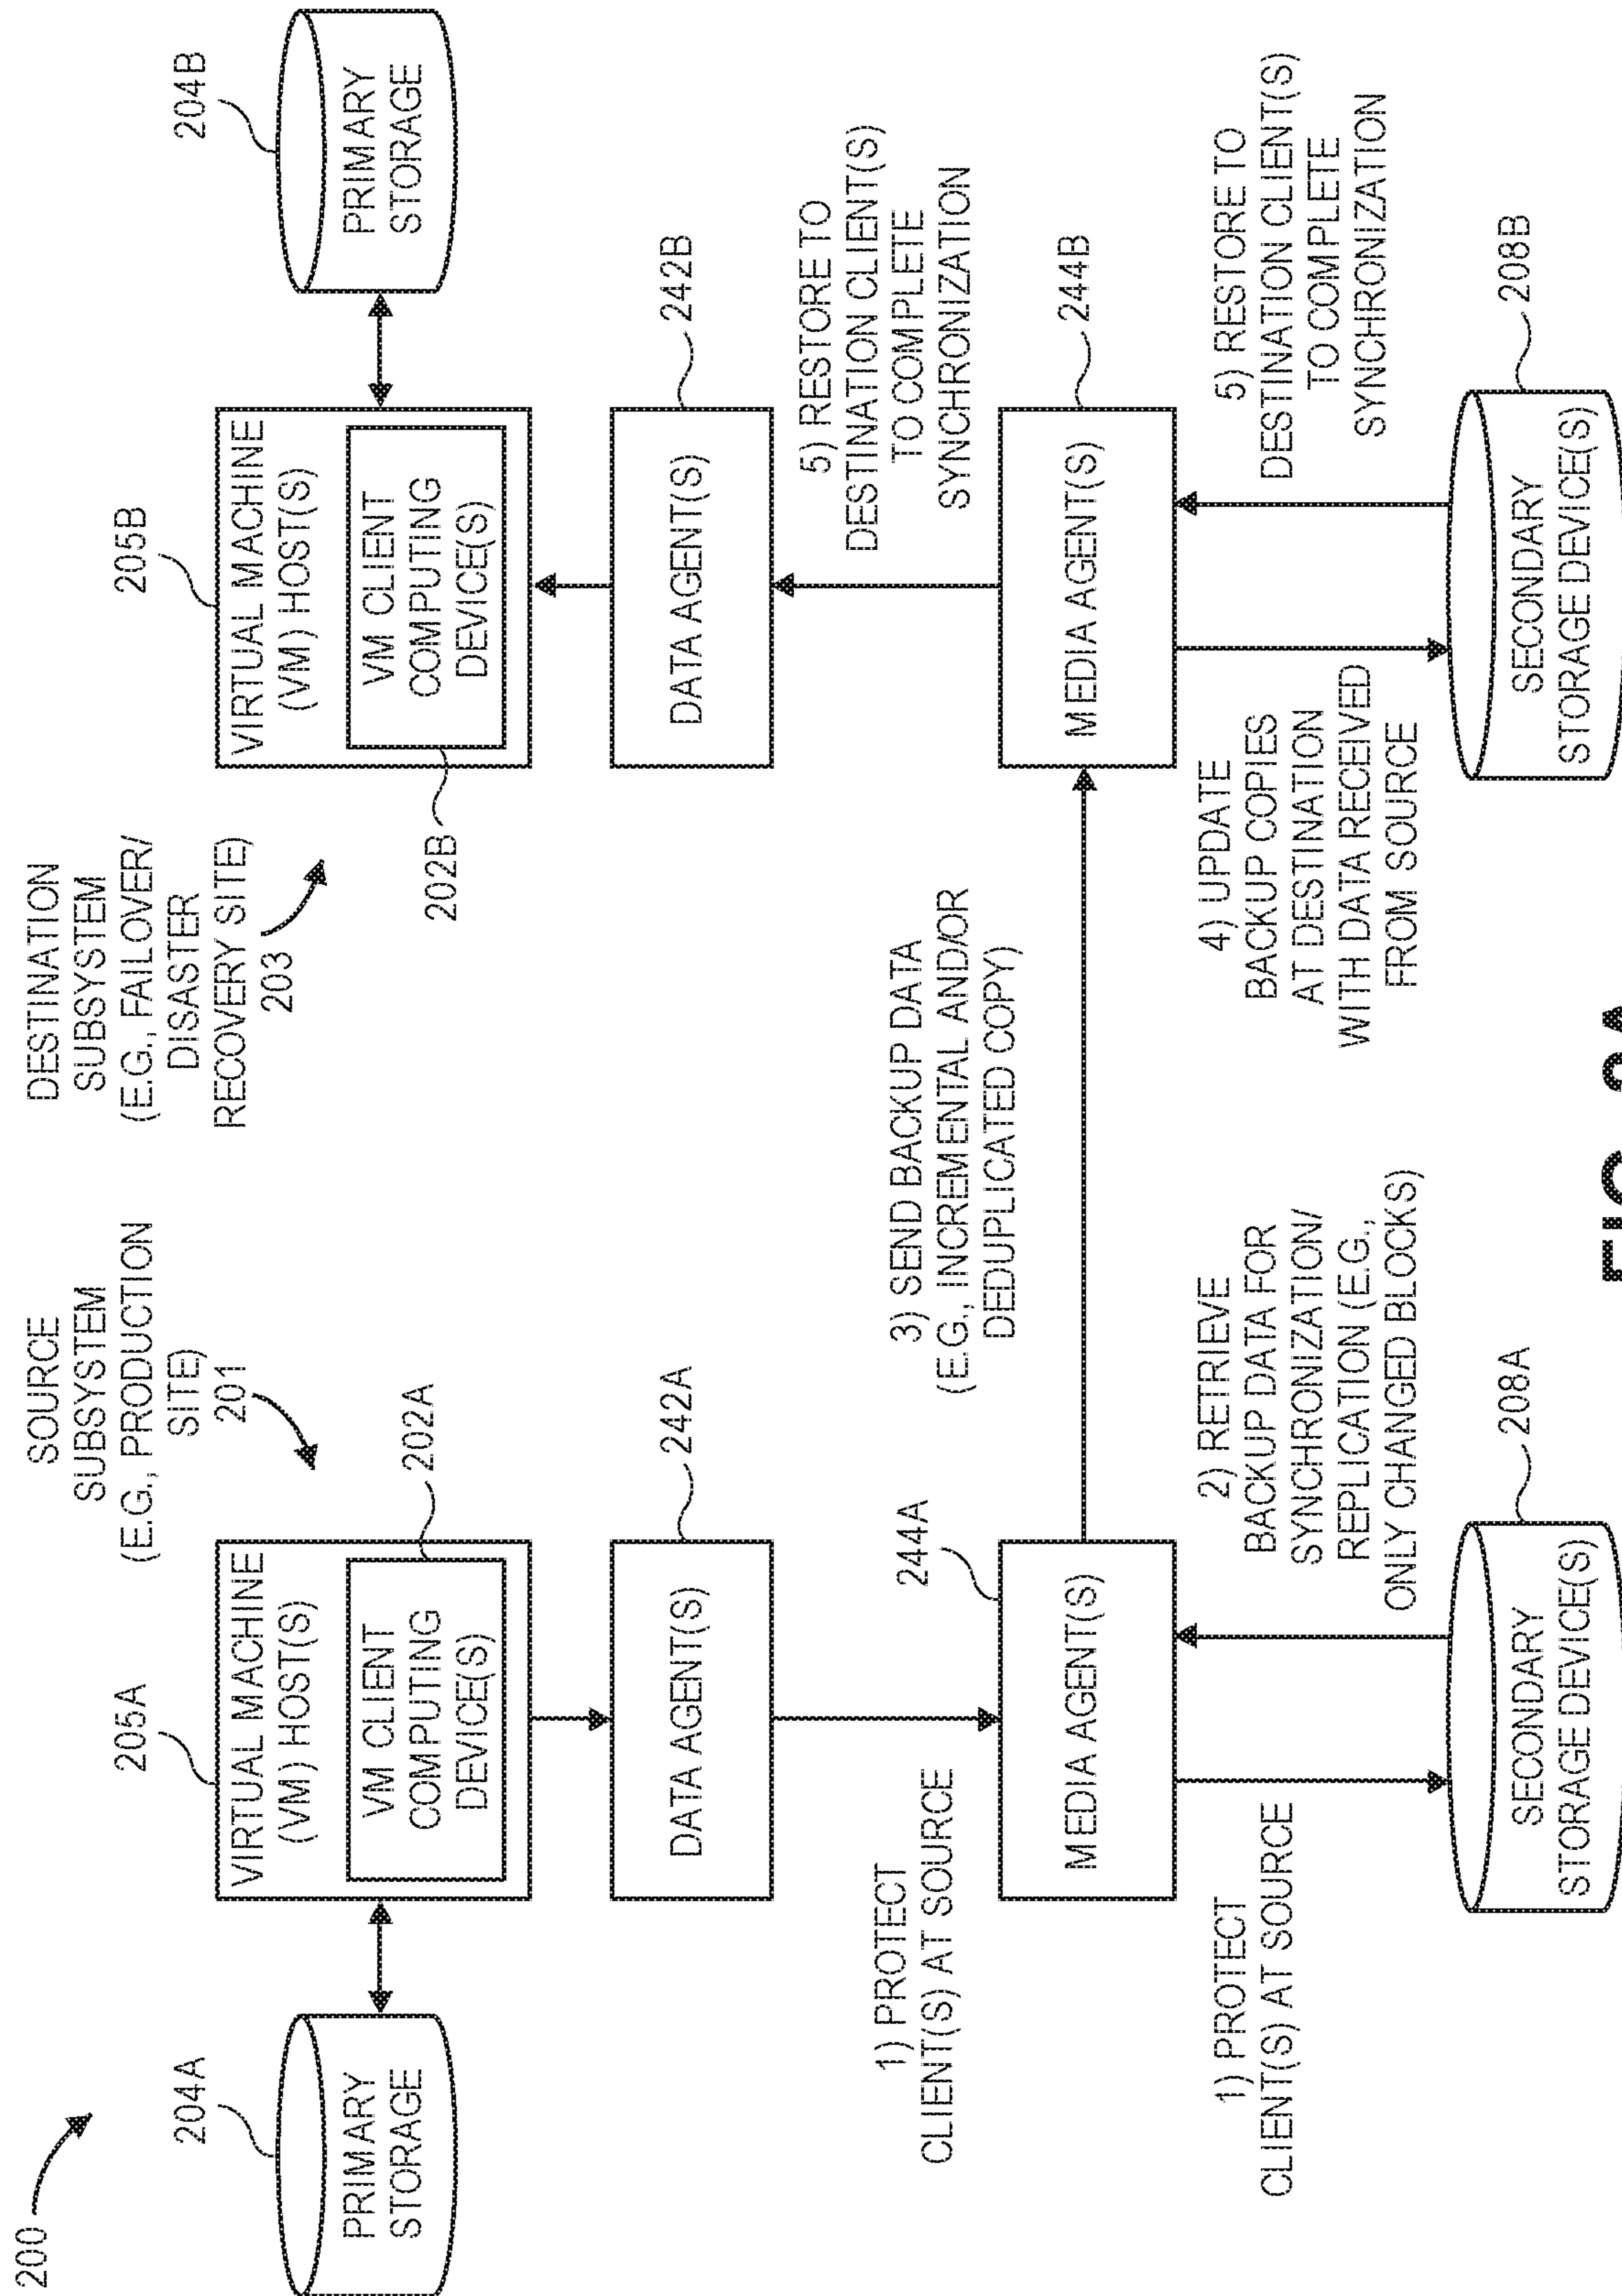 200
SOURCE
SUBSYSTEM
(E.G., PRODUCTION
SITE)
201
DESTINATION
SUBSYSTEM
(E.G., FAILOVER/
DISASTER
RECOVERY SITE)
203
204A
PRIMARY
STORAGE
205A
VIRTUAL MACHINE
(VM) HOST(S)
VM CLIENT
COMPUTING
DEVICE(S)
202A
205B
VIRTUAL MACHINE
(VM) HOST(S)
VM CLIENT
COMPUTING
DEVICE(S)
202B
204B
PRIMARY
STORAGE
DATA AGENT(S)
242A
DATA AGENT(S)
242B
1) PROTECT
CLIENT(S) AT SOURCE
3) SEND BACKUP DATA
(E.G., INCREMENTAL AND/OR
DEDUPLICATED COPY)
5) RESTORE TO
DESTINATION CLIENT(S)
TO COMPLETE
SYNCHRONIZATION
244A
MEDIA AGENT(S)
MEDIA AGENT(S)
244B
1) PROTECT
CLIENT(S) AT SOURCE
2) RETRIEVE
BACKUP DATA FOR
SYNCHRONIZATION/
REPLICATION (E.G.,
ONLY CHANGED BLOCKS)
4) UPDATE
BACKUP COPIES
AT DESTINATION
WITH DATA RECEIVED
FROM SOURCE
5) RESTORE TO
DESTINATION CLIENT(S)
TO COMPLETE
SYNCHRONIZATION
SECONDARY
STORAGE DEVICE(S)
208A
SECONDARY
STORAGE DEVICE(S)
208B